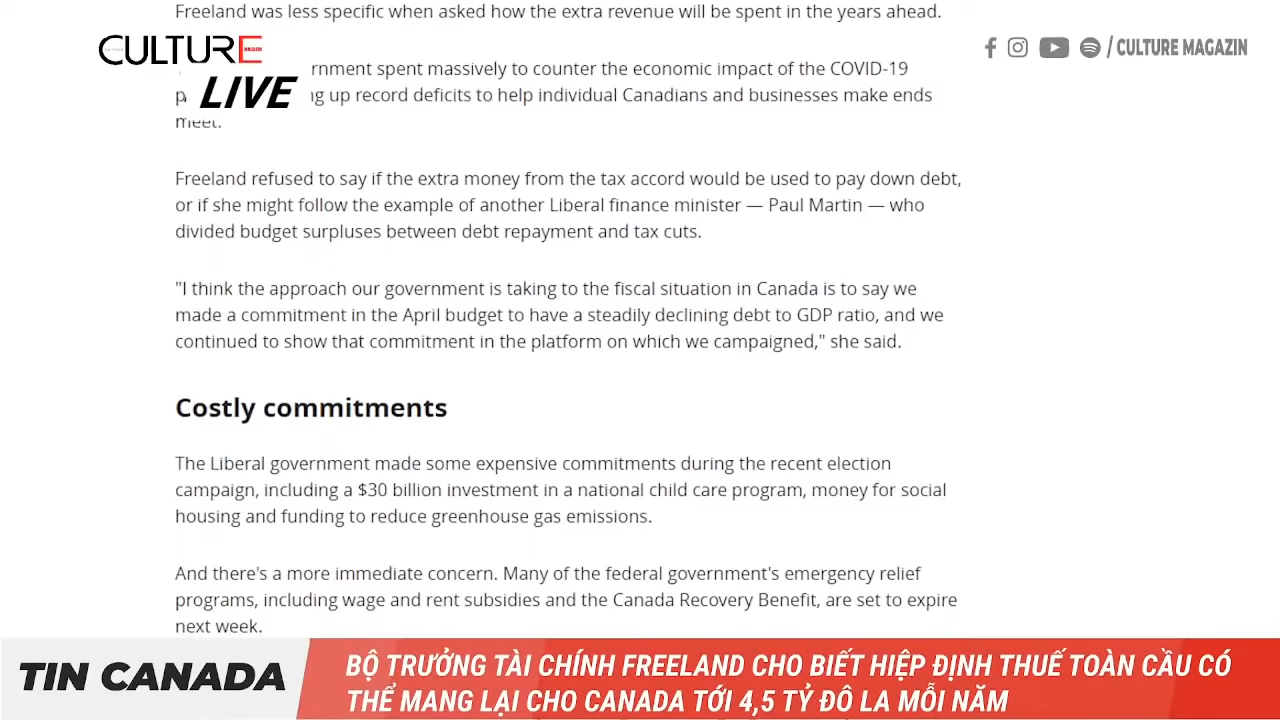 Freeland was less specific when asked how the extra revenue will be spent in the years ahead.
CULTURE
MAGAZIN
LIVE
/ CULTURE MAGAZIN
rnment spent massively to counter the economic impact of the COVID-19
p ng up record deficits to help individual Canadians and businesses make ends
meet.
Freeland refused to say if the extra money from the tax accord would be used to pay down debt,
or if she might follow the example of another Liberal finance minister — Paul Martin — who
divided budget surpluses between debt repayment and tax cuts.
"I think the approach our government is taking to the fiscal situation in Canada is to say we
made a commitment in the April budget to have a steadily declining debt to GDP ratio, and we
continued to show that commitment in the platform on which we campaigned," she said.
Costly commitments
The Liberal government made some expensive commitments during the recent election
campaign, including a $30 billion investment in a national child care program, money for social
housing and funding to reduce greenhouse gas emissions.
And there's a more immediate concern. Many of the federal government's emergency relief
programs, including wage and rent subsidies and the Canada Recovery Benefit, are set to expire
next week.
TIN CANADA
BỘ TRƯỞNG TÀI CHÍNH FREELAND CHO BIẾT HIỆP ĐỊNH THUẾ TOÀN CẦU CÓ
THỂ MANG LẠI CHO CANADA TỚI 4,5 TỶ ĐÔ LA MỖI NĂM